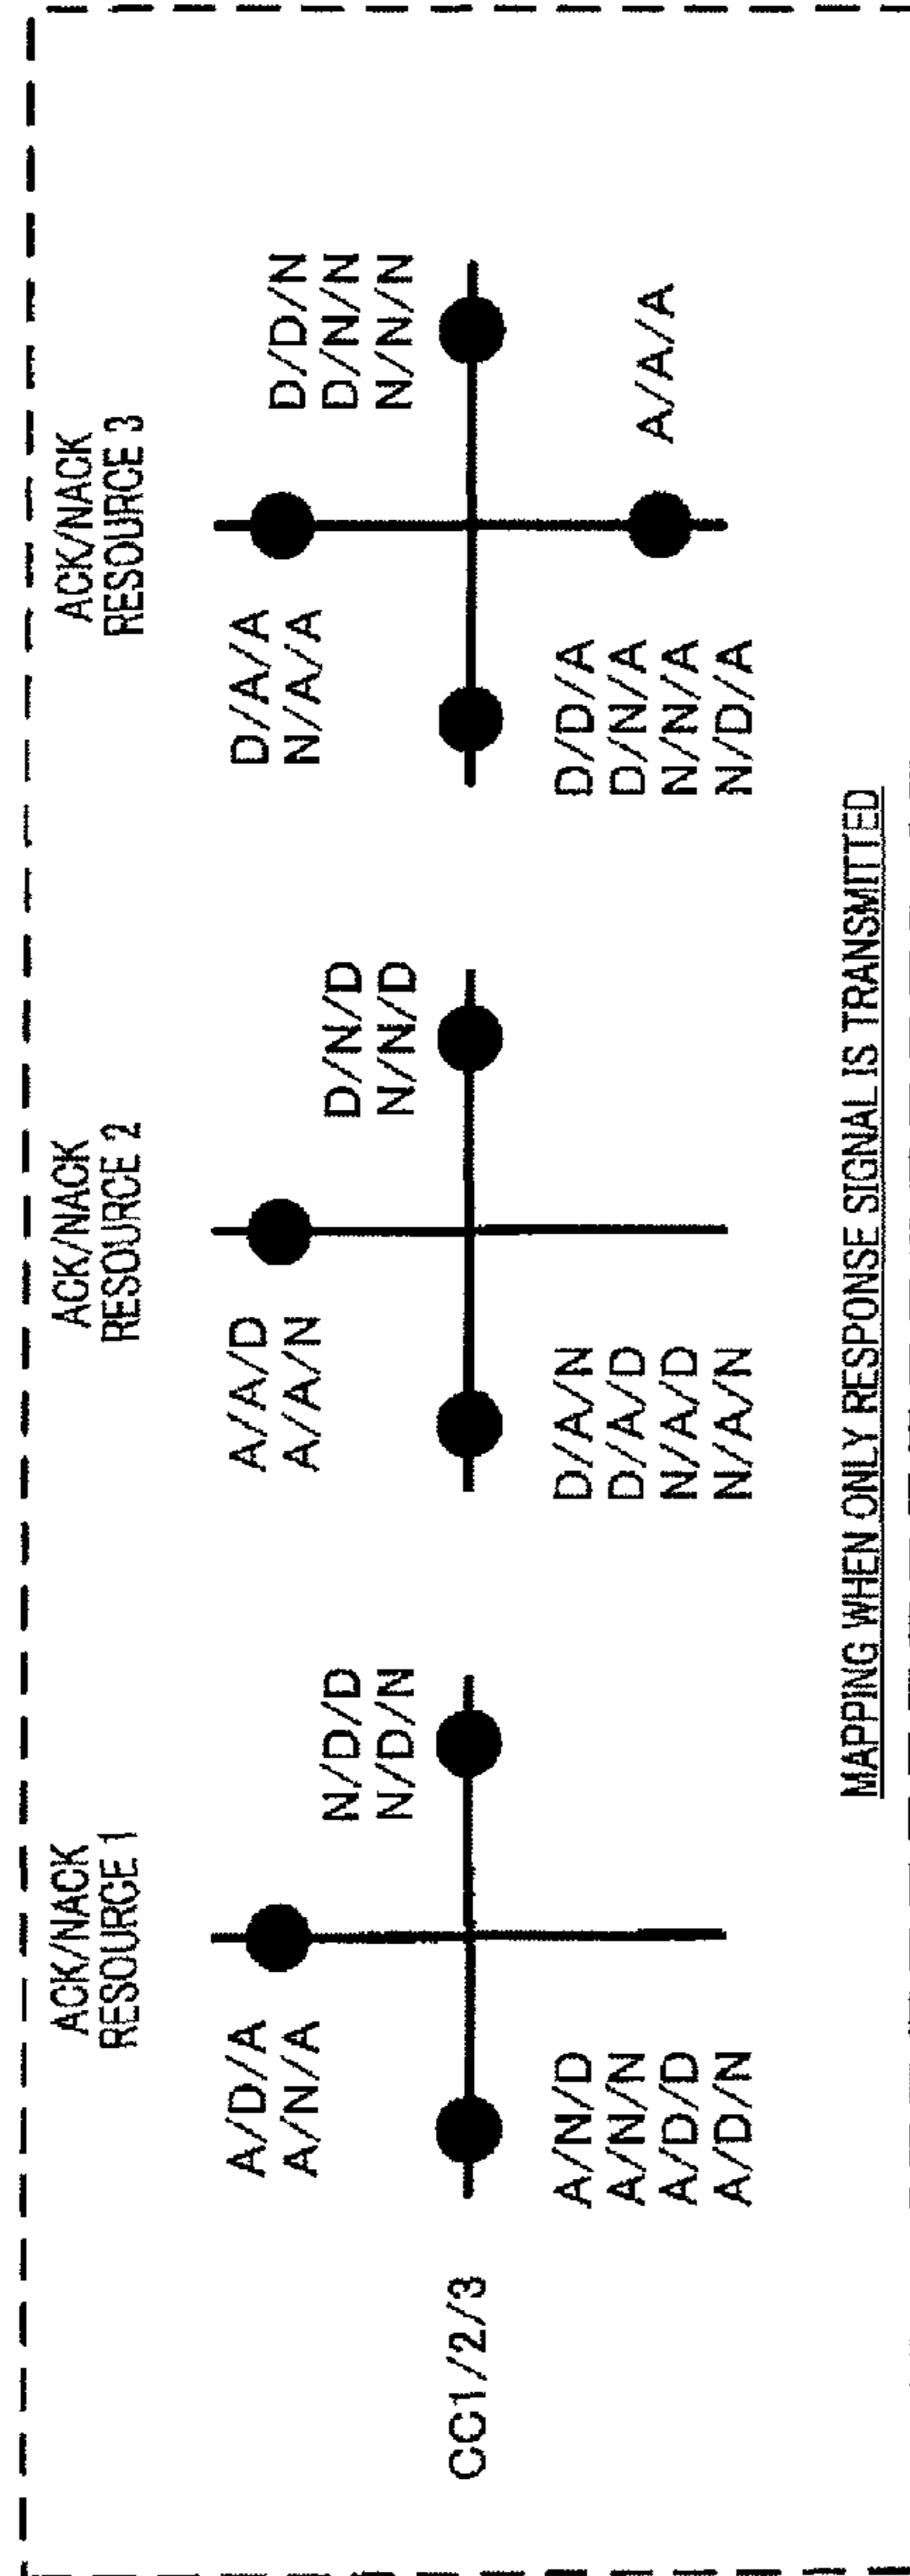 ACK/NACK
RESOURCE 1
ACK/NACK
RESOURCE 2
ACK/NACK
RESOURCE 3
CC1/2/3
A/D/A
A/N/A
N/D/D
N/D/N
A/N/D
A/N/N
A/D/D
A/D/N
A/A/D
A/A/N
D/N/D
N/N/D
D/A/N
D/A/D
N/A/D
N/A/N
D/A/A
N/A/A
D/D/N
D/N/N
N/N/N
D/D/A
D/N/A
N/N/A
N/D/A
A/A/A
MAPPING WHEN ONLY RESPONSE SIGNAL IS TRANSMITTED